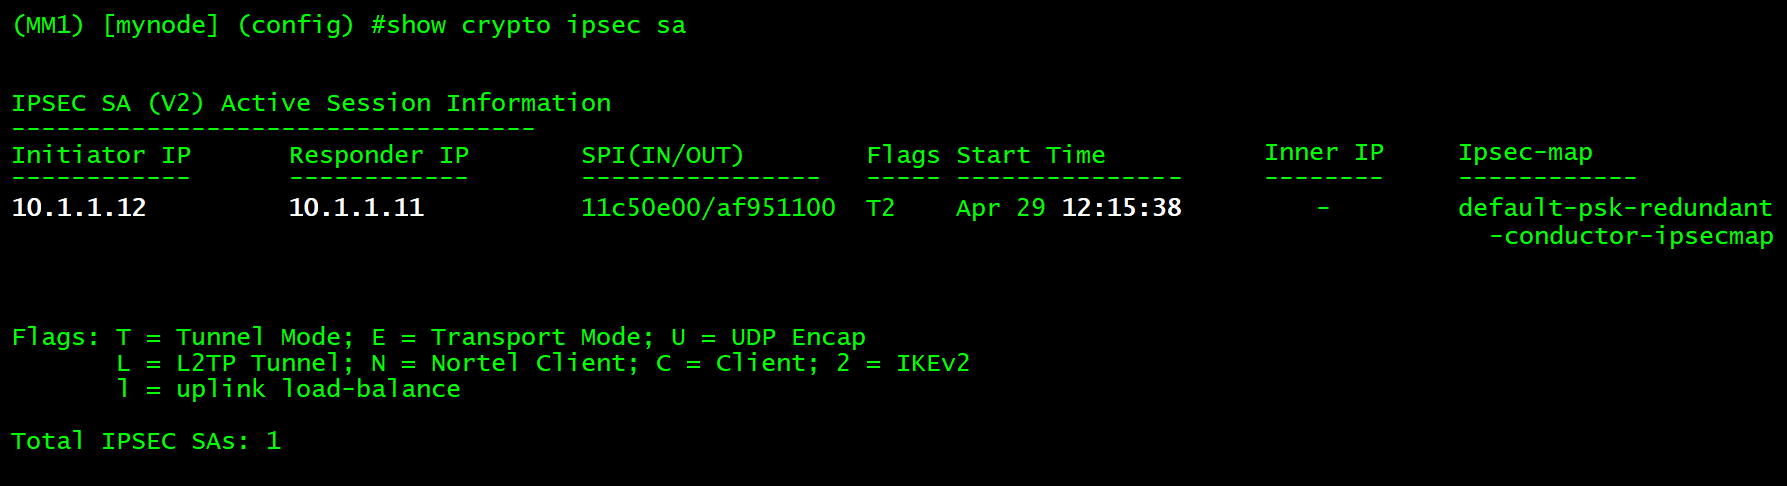 (MM1) [mynode] (config) #show crypto ipsec sa
IPSEC SA (V2) Active Session Information
-----------------------------------
Initiator IP Responder IP SPI(IN/OUT) Flags Start Time Inner IP Ipsec-map
------------ ------------ ---------------- ----- --------------- -------- ------------
10.1.1.12 10.1.1.11 11c50e00/af951100 T2 Apr 29 12:15:38 - default-psk-redundant
-conductor-ipsecmap
Flags: T = Tunnel Mode; E = Transport Mode; U = UDP Encap
L = L2TP Tunnel; N = Nortel Client; C = Client; 2 = IKEv2
l = uplink load-balance
Total IPSEC SAs: 1